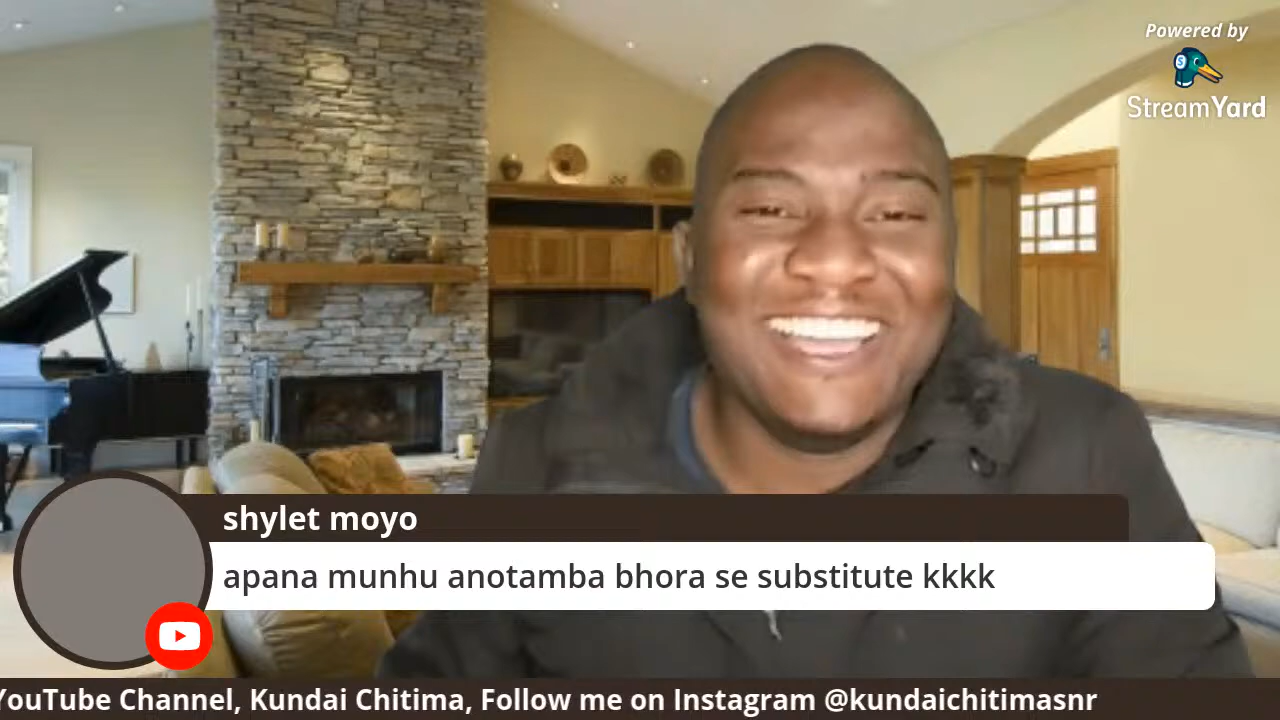 Powered by
StreamYard
shylet moyo
apana munhu anotamba bhora se substitute kkkk
YouTube Channel, Kundai Chitima, Follow me on Instagram @kundaichitimasnr